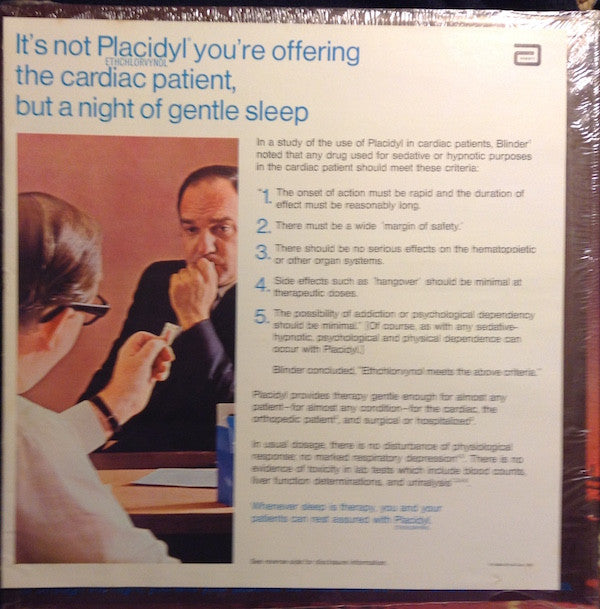 It's not Placidyl® you're offering
ETHCHLORVYNOL
the cardiac patient,
but a night of gentle sleep
In a study of the use of Placidyl in cardiac patients, Blinder
noted that any drug used for sedative or hypnotic purposes
in the cardiac patient should meet these criteria:
"1. The onset of action must be rapid and the duration of
effect must be reasonably long.
2. There must be a wide 'margin of safety.'
3. There should be no serious effects on the hematopoietic
or other organ systems.
4. Side effects such as 'hangover' should be minimal at
therapeutic doses.
5. The possibility of addiction or psychological dependency
should be minimal." [Of course, as with any sedative-
hypnotic, psychological and physical dependence can
occur with Placidyl.]
Blinder concluded, "Ethchlorvynol meets the above criteria."
Placidyl provides therapy gentle enough for almost any
patient—for almost any condition—for the cardiac, the
orthopedic patient, and surgical or hospitalized.
In usual dosage, there is no disturbance of physiological
response; no marked respiratory depression. There is no
evidence of toxicity in lab tests which include blood counts,
liver function determinations, and urinalysis.
Whenever sleep is therapy, you and your
patients can rest assured with Placidyl.
See reverse side for disclosure information.